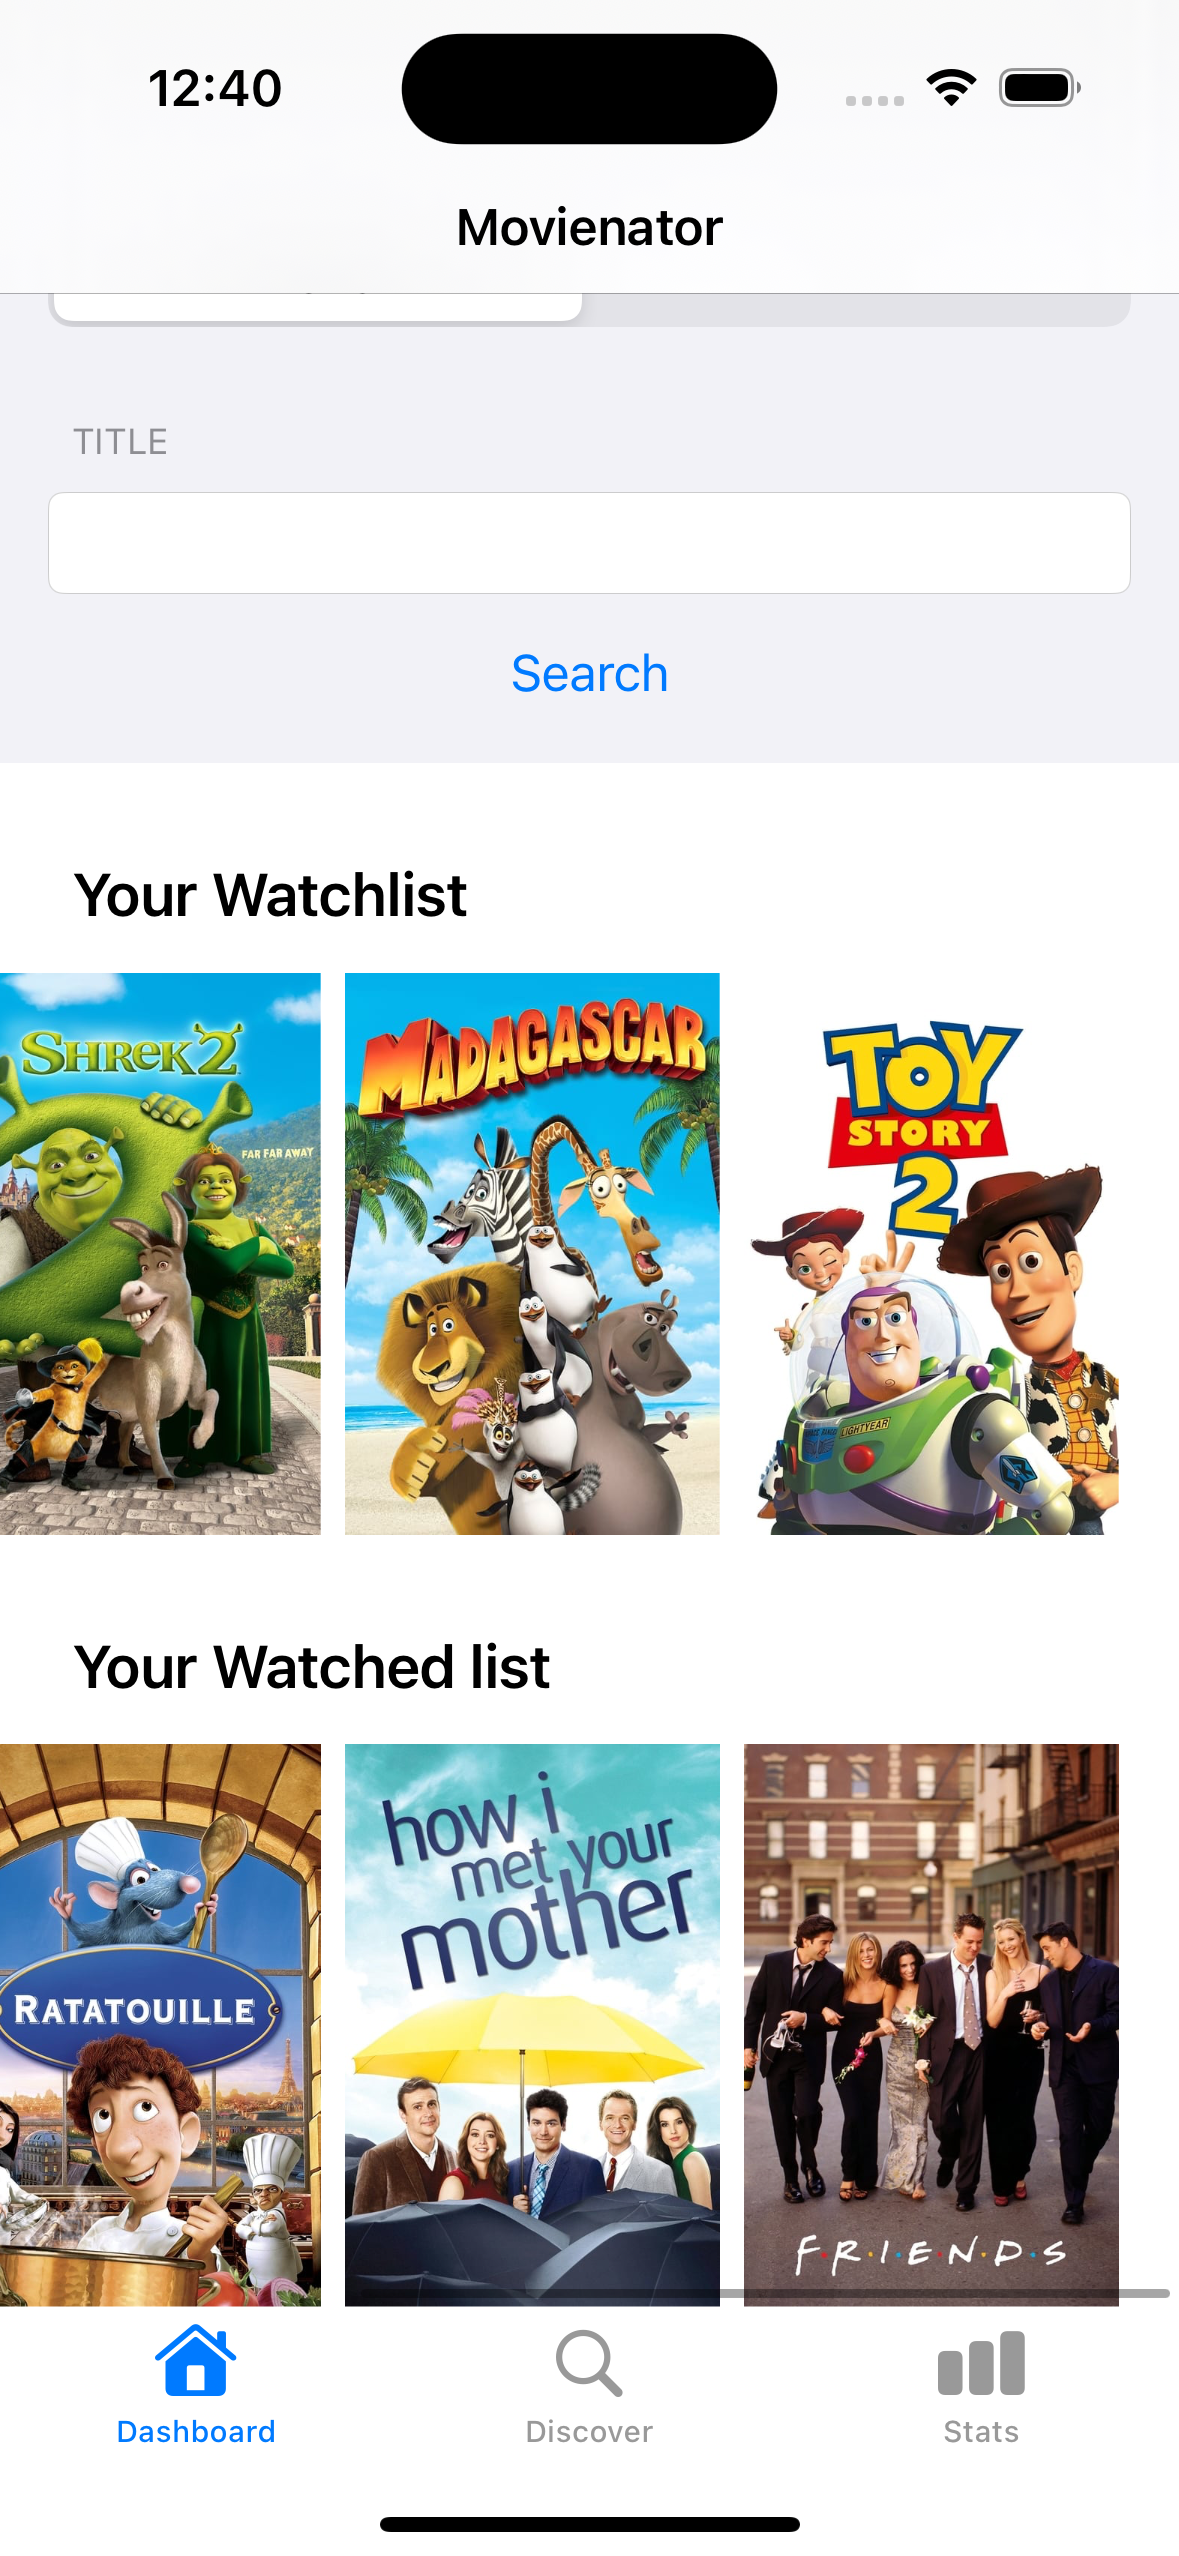 12:40
Movienator
TITLE
Search
Your Watchlist
SHREK 2
FAR FAR AWAY
MADAGASCAR
TOY
STORY
2
LIGHTYEAR
Your Watched list
RATATOUILLE
how i
met your
mother
F·R·I·E·N·D·S
Dashboard
Discover
Stats